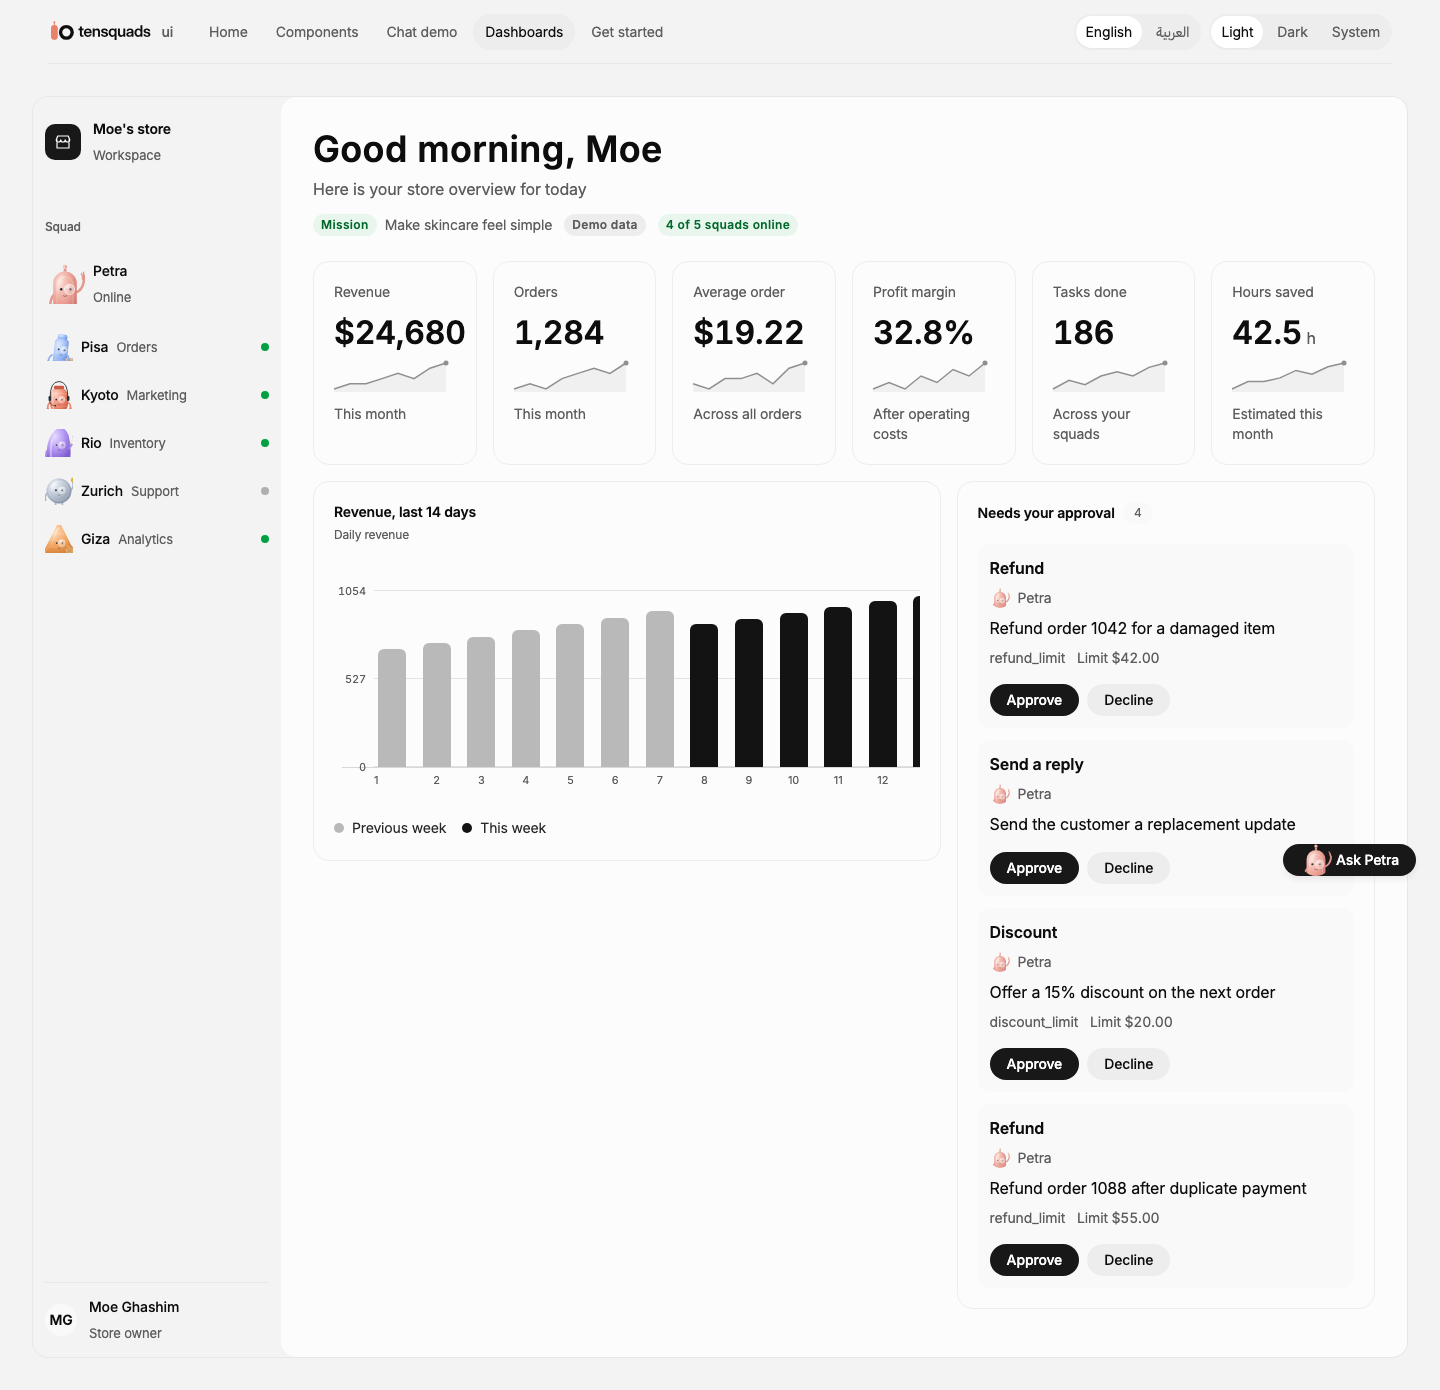 tensquads ui
Home
Components
Chat demo
Dashboards
Get started
English
العربية
Light
Dark
System
Moe's store
Workspace
Squad
Petra
Online
Pisa Orders
Kyoto Marketing
Rio Inventory
Zurich Support
Giza Analytics
MG
Moe Ghashim
Store owner
Good morning, Moe
Here is your store overview for today
Mission Make skincare feel simple Demo data 4 of 5 squads online
Revenue
$24,680
This month
Orders
1,284
This month
Average order
$19.22
Across all orders
Profit margin
32.8%
After operating
costs
Tasks done
186
Across your
squads
Hours saved
42.5 h
Estimated this
month
Revenue, last 14 days
Daily revenue
1054
527
0
1 2 3 4 5 6 7 8 9 10 11 12
Previous week This week
Needs your approval 4
Refund
Petra
Refund order 1042 for a damaged item
refund_limit Limit $42.00
Approve Decline
Send a reply
Petra
Send the customer a replacement update
Approve Decline
Ask Petra
Discount
Petra
Offer a 15% discount on the next order
discount_limit Limit $20.00
Approve Decline
Refund
Petra
Refund order 1088 after duplicate payment
refund_limit Limit $55.00
Approve Decline